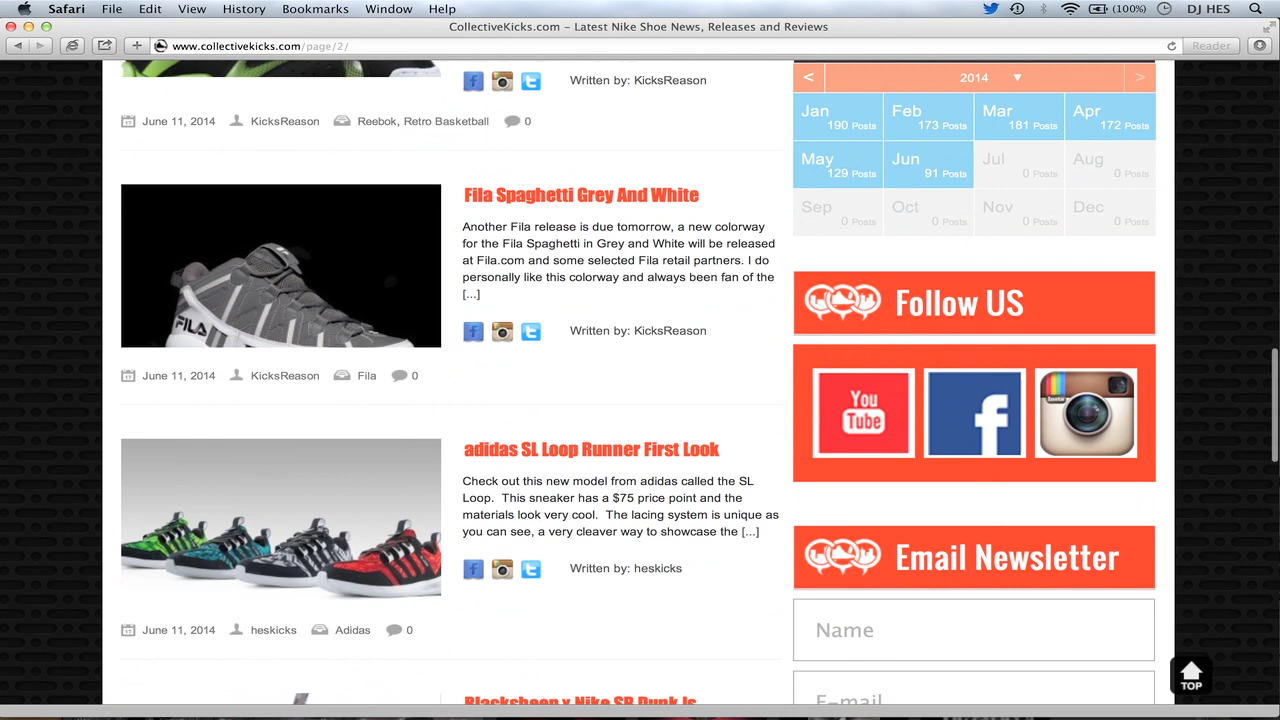 Safari File Edit View History Bookmarks Window Help (100%) DJ HES
CollectiveKicks.com – Latest Nike Shoe News, Releases and Reviews
www.collectivekicks.com/page/2/ Reader
Written by: KicksReason
June 11, 2014 KicksReason Reebok, Retro Basketball 0
Fila Spaghetti Grey And White
Another Fila release is due tomorrow, a new colorway
for the Fila Spaghetti in Grey and White will be released
at Fila.com and some selected Fila retail partners. I do
personally like this colorway and always been fan of the
[...]
Written by: KicksReason
FILA
June 11, 2014 KicksReason Fila 0
adidas SL Loop Runner First Look
Check out this new model from adidas called the SL
Loop. This sneaker has a $75 price point and the
materials look very cool. The lacing system is unique as
you can see, a very cleaver way to showcase the [...]
Written by: heskicks
June 11, 2014 heskicks Adidas 0
Blacksheep x Nike SB Dunk Is
< 2014 ▼ >
Jan 190 Posts Feb 173 Posts Mar 181 Posts Apr 172 Posts
May 129 Posts Jun 91 Posts Jul 0 Posts Aug 0 Posts
Sep 0 Posts Oct 0 Posts Nov 0 Posts Dec 0 Posts
Follow US
You
Tube
Insta
Email Newsletter
Name
E-mail
TOP